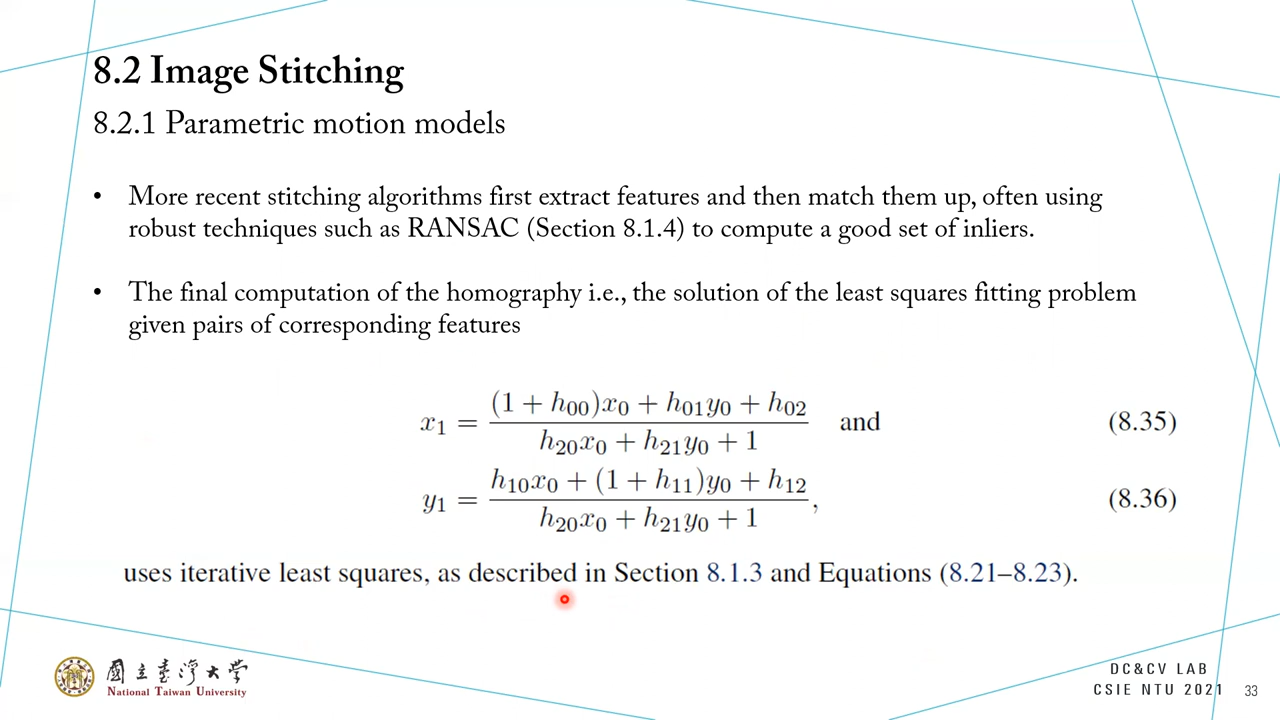 8.2 Image Stitching
8.2.1 Parametric motion models
• More recent stitching algorithms first extract features and then match them up, often using
robust techniques such as RANSAC (Section 8.1.4) to compute a good set of inliers.
• The final computation of the homography i.e., the solution of the least squares fitting problem
given pairs of corresponding features
x₁ = ((1 + h₀₀)x₀ + h₀₁y₀ + h₀₂) / (h₂₀x₀ + h₂₁y₀ + 1) and (8.35)
y₁ = (h₁₀x₀ + (1 + h₁₁)y₀ + h₁₂) / (h₂₀x₀ + h₂₁y₀ + 1), (8.36)
uses iterative least squares, as described in Section 8.1.3 and Equations (8.21–8.23).
國立臺灣大學
National Taiwan University
DC&CV LAB
CSIE NTU 2021
33